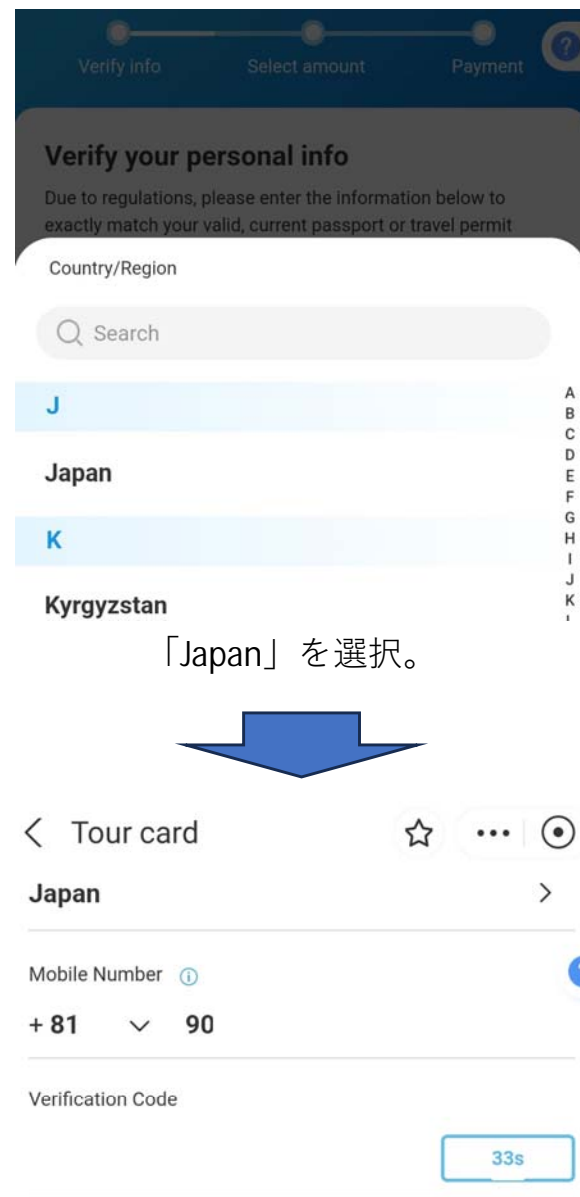 Verify info Select amount Payment
Verify your personal info
Due to regulations, please enter the information below to
exactly match your valid, current passport or travel permit
Country/Region
Search
J
Japan
K
Kyrgyzstan
A
B
C
D
E
F
G
H
I
J
K
「Japan」を選択。
Tour card
Japan
Mobile Number
+ 81 90
Verification Code
33s